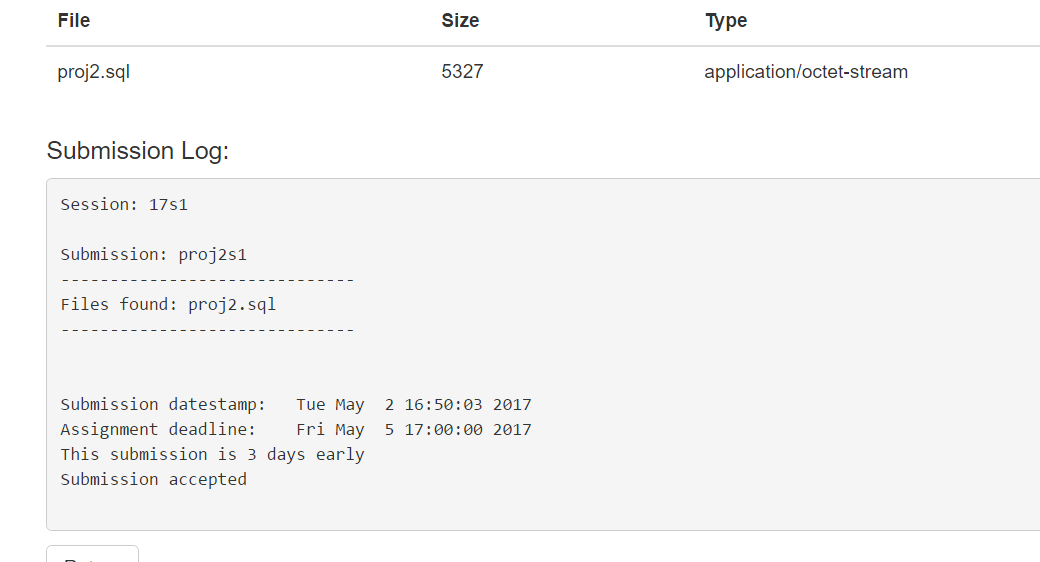 File Size Type
proj2.sql 5327 application/octet-stream
Submission Log:
Session: 17s1
Submission: proj2s1
------------------------------
Files found: proj2.sql
------------------------------
Submission datestamp:   Tue May  2 16:50:03 2017
Assignment deadline:    Fri May  5 17:00:00 2017
This submission is 3 days early
Submission accepted